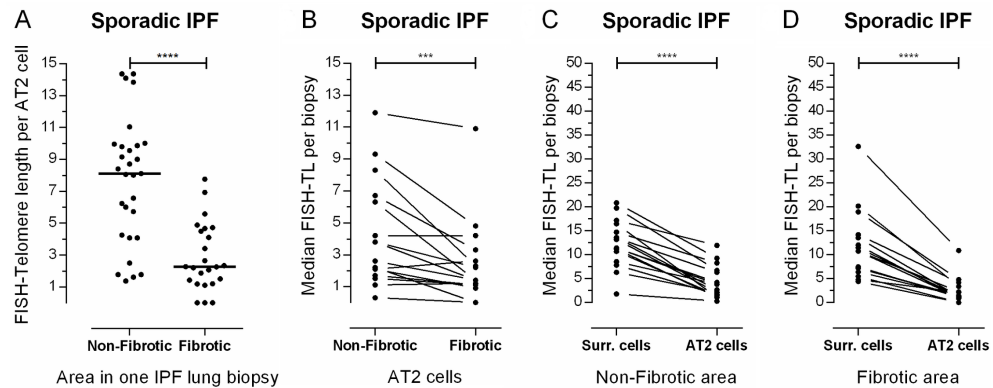 A
Sporadic IPF
****
FISH-Telomere length per AT2 cell
15
13
11
9
7
5
3
1
Non-Fibrotic Fibrotic
Area in one IPF lung biopsy
B
Sporadic IPF
***
Median FISH-TL per biopsy
15
13
11
9
7
5
3
1
Non-Fibrotic Fibrotic
AT2 cells
C
Sporadic IPF
****
Median FISH-TL per biopsy
50
45
40
35
30
25
20
15
10
5
0
Surr. cells AT2 cells
Non-Fibrotic area
D
Sporadic IPF
****
Median FISH-TL per biopsy
50
45
40
35
30
25
20
15
10
5
0
Surr. cells AT2 cells
Fibrotic area